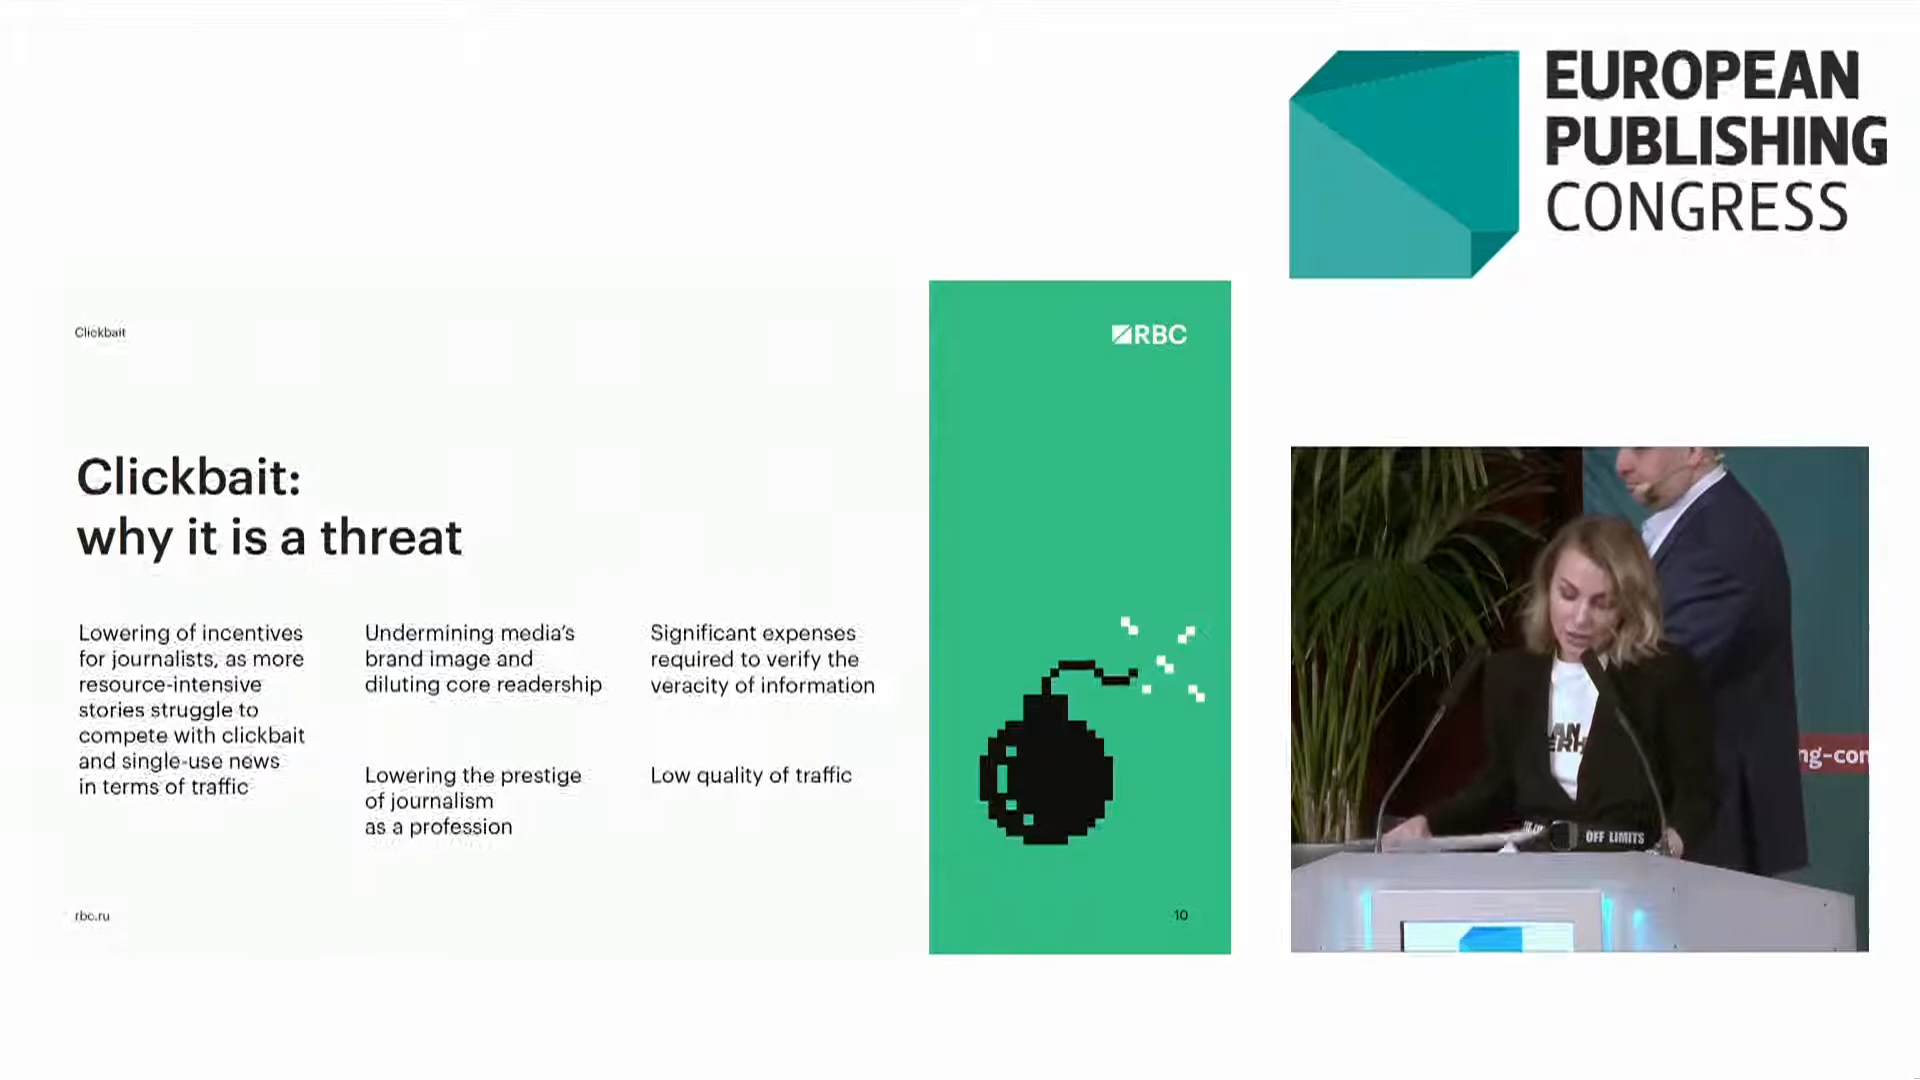 EUROPEAN
PUBLISHING
CONGRESS
Clickbait
RBC
Clickbait:
why it is a threat
Lowering of incentives
for journalists, as more
resource-intensive
stories struggle to
compete with clickbait
and single-use news
in terms of traffic
Undermining media’s
brand image and
diluting core readership
Lowering the prestige
of journalism
as a profession
Significant expenses
required to verify the
veracity of information
Low quality of traffic
rbc.ru
10
ng-con
OFF LIMITS